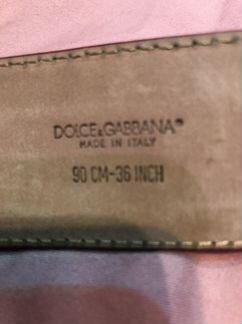 DOLCE&GABBANA®
MADE IN ITALY
90 CM-36 INCH